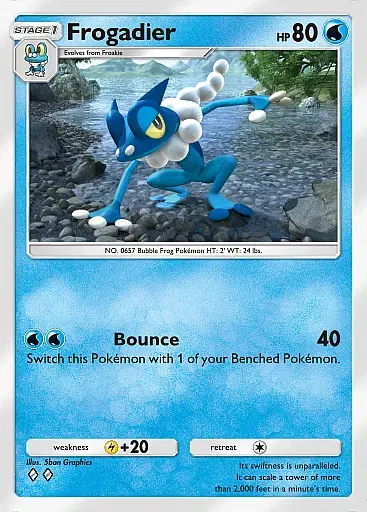 STAGE 1
Frogadier
HP 80
Evolves from Froakie
NO. 0657 Bubble Frog Pokémon HT: 2' WT: 24 lbs.
Bounce 40
Switch this Pokémon with 1 of your Benched Pokémon.
weakness +20 retreat
Illus. 5ban Graphics
Its swiftness is unparalleled.
It can scale a tower of more
than 2,000 feet in a minute's time.